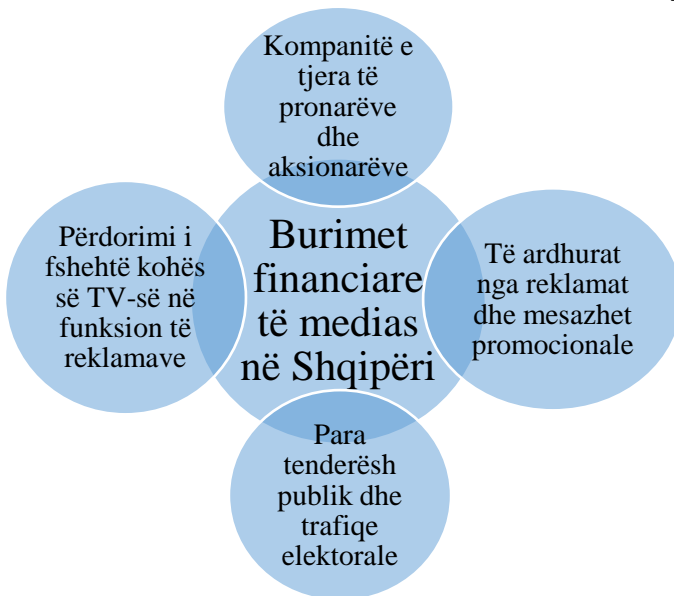 Kompanitë e
tjera të
pronarëve
dhe
aksionarëve
Përdorimi i
fshehtë kohës
së TV-së në
funksion të
reklamave
Burimet
financiare
të medias
në Shqipëri
Të ardhurat
nga reklamat
dhe mesazhet
promocionale
Para
tenderësh
publik dhe
trafiqe
elektorale